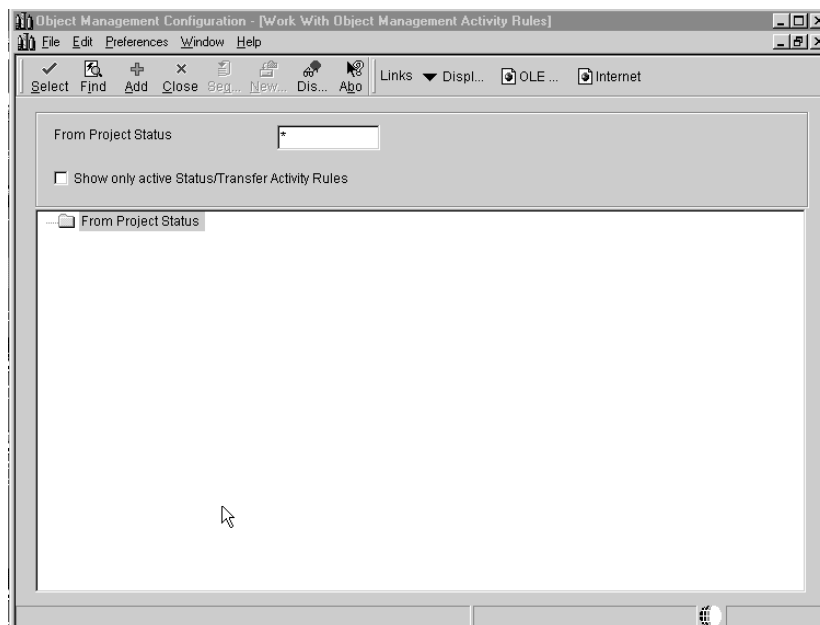 Object Management Configuration - [Work With Object Management Activity Rules]
File Edit Preferences Window Help
Select Find Add Close Seq... New... Dis... Abo Links Displ... OLE ... Internet
From Project Status *
Show only active Status/Transfer Activity Rules
From Project Status